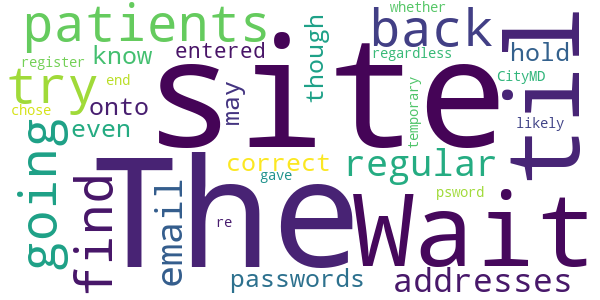 whether
patients
back
try
register
know
entered
though
regardless
hold
CityMD
chose
end
onto
may
site
till
even
temporary
likely
going
The
correct
regular
gave
find
email
re
Wait
psword
passwords
addresses